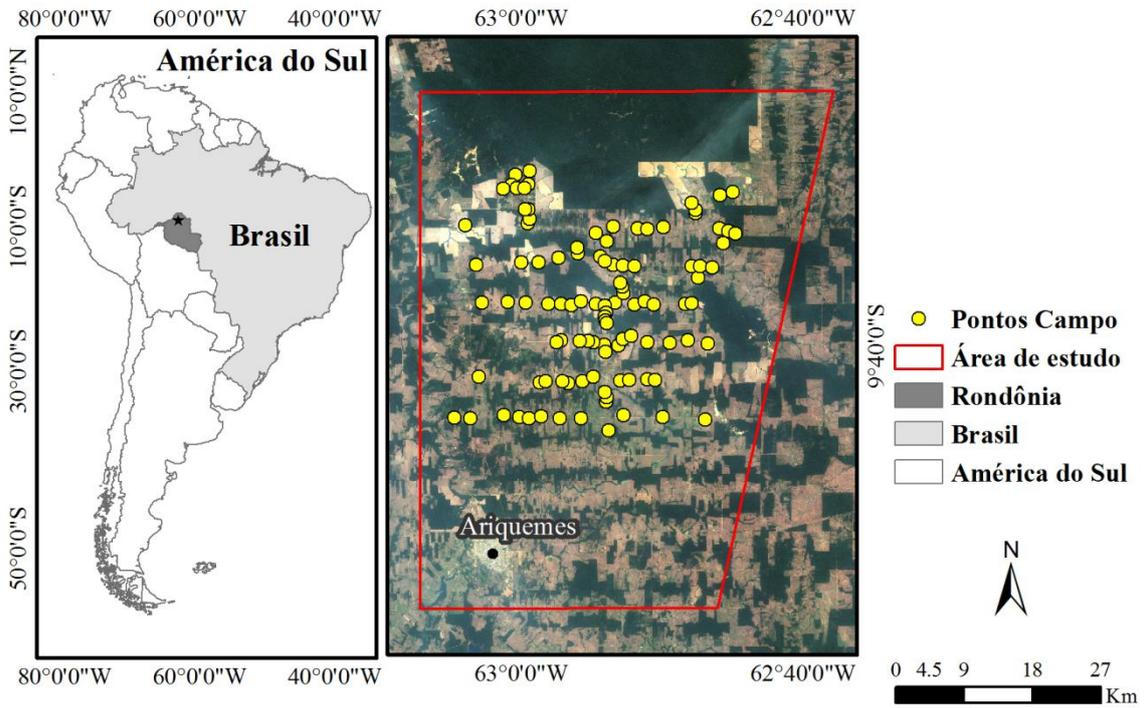 80°0'0"W 60°0'0"W 40°0'0"W
63°0'0"W 62°40'0"W
América do Sul
10°0'0"N
10°0'0"S
30°0'0"S
50°0'0"S
Brasil
80°0'0"W 60°0'0"W 40°0'0"W
Ariquemes
63°0'0"W 62°40'0"W
9°40'0"S
Pontos Campo
Área de estudo
Rondônia
Brasil
América do Sul
N
0 4.5 9 18 27
Km